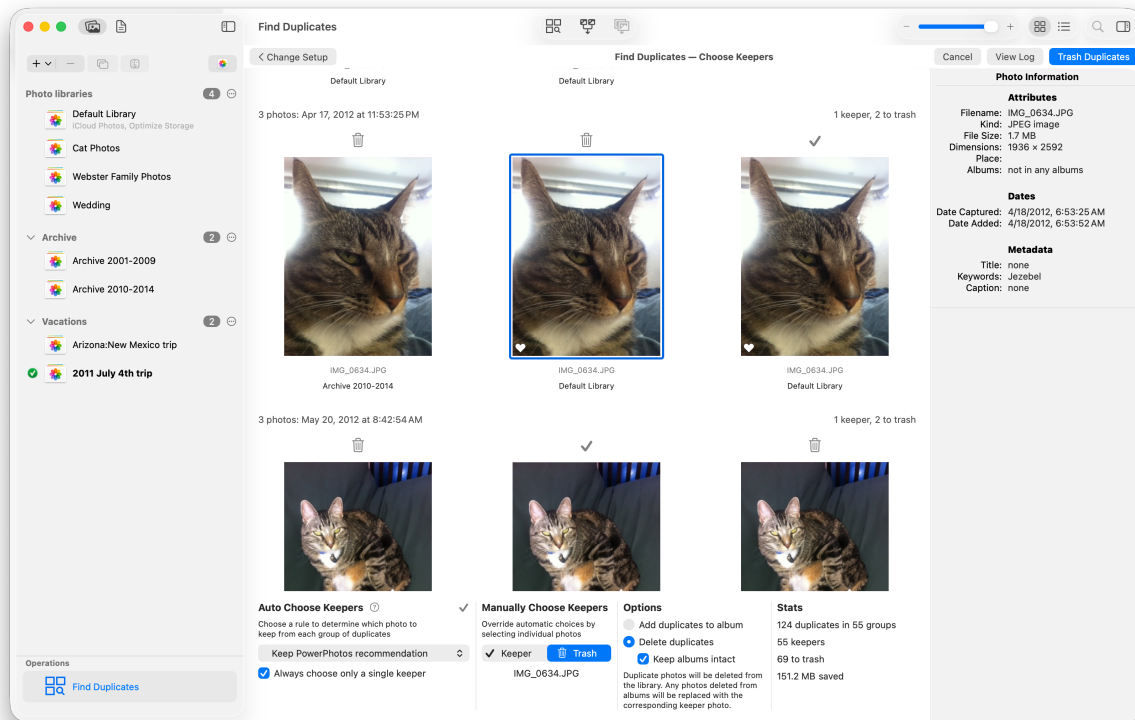 Find Duplicates
Change Setup
Find Duplicates — Choose Keepers
Cancel
View Log
Trash Duplicates
Photo libraries
4
Default Library
iCloud Photos, Optimize Storage
Cat Photos
Webster Family Photos
Wedding
Archive
2
Archive 2001-2009
Archive 2010-2014
Vacations
2
Arizona:New Mexico trip
2011 July 4th trip
Operations
Find Duplicates
Default Library
Default Library
3 photos: Apr 17, 2012 at 11:53:25 PM
1 keeper, 2 to trash
IMG_0634.JPG
Archive 2010-2014
IMG_0634.JPG
Default Library
IMG_0634.JPG
Default Library
3 photos: May 20, 2012 at 8:42:54 AM
1 keeper, 2 to trash
Auto Choose Keepers ?
Choose a rule to determine which photo to
keep from each group of duplicates
Keep PowerPhotos recommendation
Always choose only a single keeper
Manually Choose Keepers
Override automatic choices by
selecting individual photos
Keeper
Trash
IMG_0634.JPG
Options
Add duplicates to album
Delete duplicates
Keep albums intact
Duplicate photos will be deleted from
the library. Any photos deleted from
albums will be replaced with the
corresponding keeper photo.
Stats
124 duplicates in 55 groups
55 keepers
69 to trash
151.2 MB saved
Photo Information
Attributes
Filename: IMG_0634.JPG
Kind: JPEG image
File Size: 1.7 MB
Dimensions: 1936 × 2592
Place:
Albums: not in any albums
Dates
Date Captured: 4/18/2012, 6:53:25 AM
Date Added: 4/18/2012, 6:53:52 AM
Metadata
Title: none
Keywords: Jezebel
Caption: none